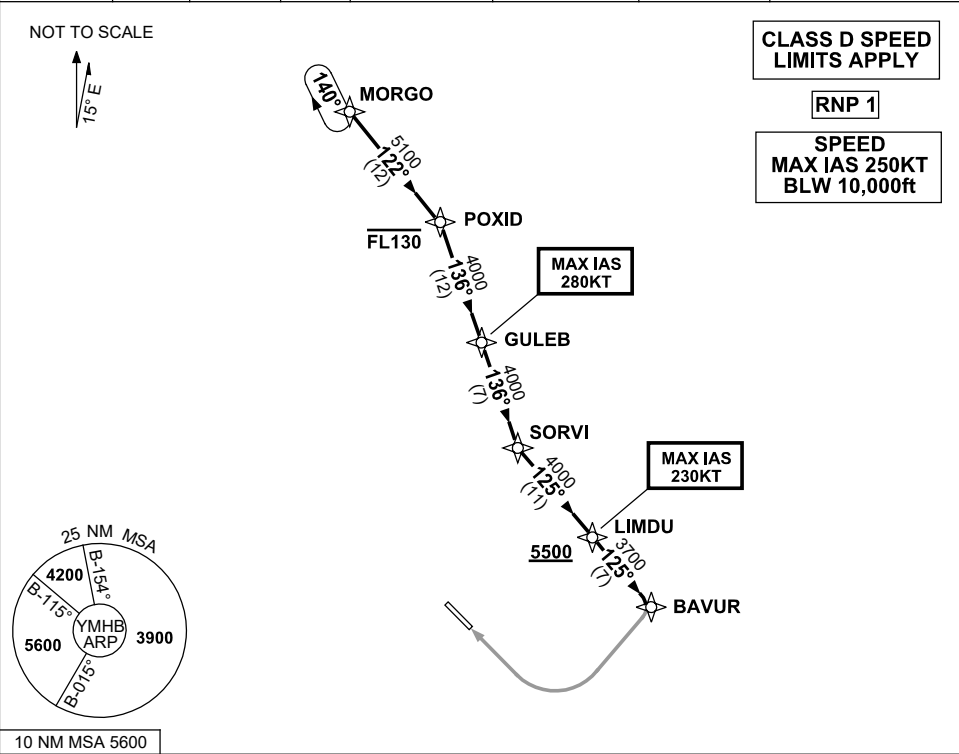 NOT TO SCALE
15° E
CLASS D SPEED
LIMITS APPLY
RNP 1
SPEED
MAX IAS 250KT
BLW 10,000ft
140°
MORGO
5100
122°
(12)
POXID
FL130
4000
136°
(12)
MAX IAS
280KT
GULEB
4000
136°
(7)
SORVI
4000
125°
(11)
MAX IAS
230KT
LIMDU
5500
3700
125°
(7)
BAVUR
25 NM MSA
4200
B-154°
B-115°
YMHB
ARP
3900
5600
B-015°
10 NM MSA 5600